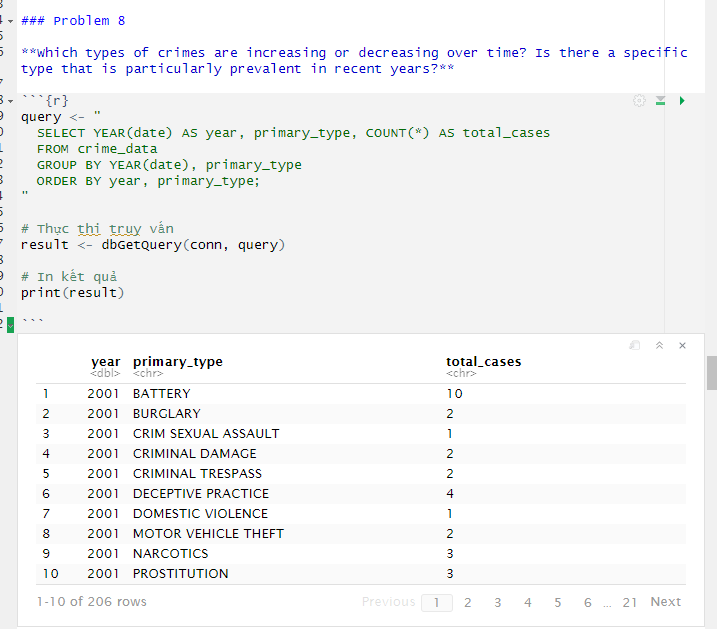 ### Problem 8
**Which types of crimes are increasing or decreasing over time? Is there a specific
type that is particularly prevalent in recent years?**
```{r}
query <- "
SELECT YEAR(date) AS year, primary_type, COUNT(*) AS total_cases
FROM crime_data
GROUP BY YEAR(date), primary_type
ORDER BY year, primary_type;
"
# Thực thi truy vấn
result <- dbGetQuery(conn, query)
# In kết quả
print(result)
```
year primary_type total_cases
<dbl> <chr> <chr>
1 2001 BATTERY 10
2 2001 BURGLARY 2
3 2001 CRIM SEXUAL ASSAULT 1
4 2001 CRIMINAL DAMAGE 2
5 2001 CRIMINAL TRESPASS 2
6 2001 DECEPTIVE PRACTICE 4
7 2001 DOMESTIC VIOLENCE 1
8 2001 MOTOR VEHICLE THEFT 2
9 2001 NARCOTICS 3
10 2001 PROSTITUTION 3
1-10 of 206 rows Previous 1 2 3 4 5 6 ... 21 Next